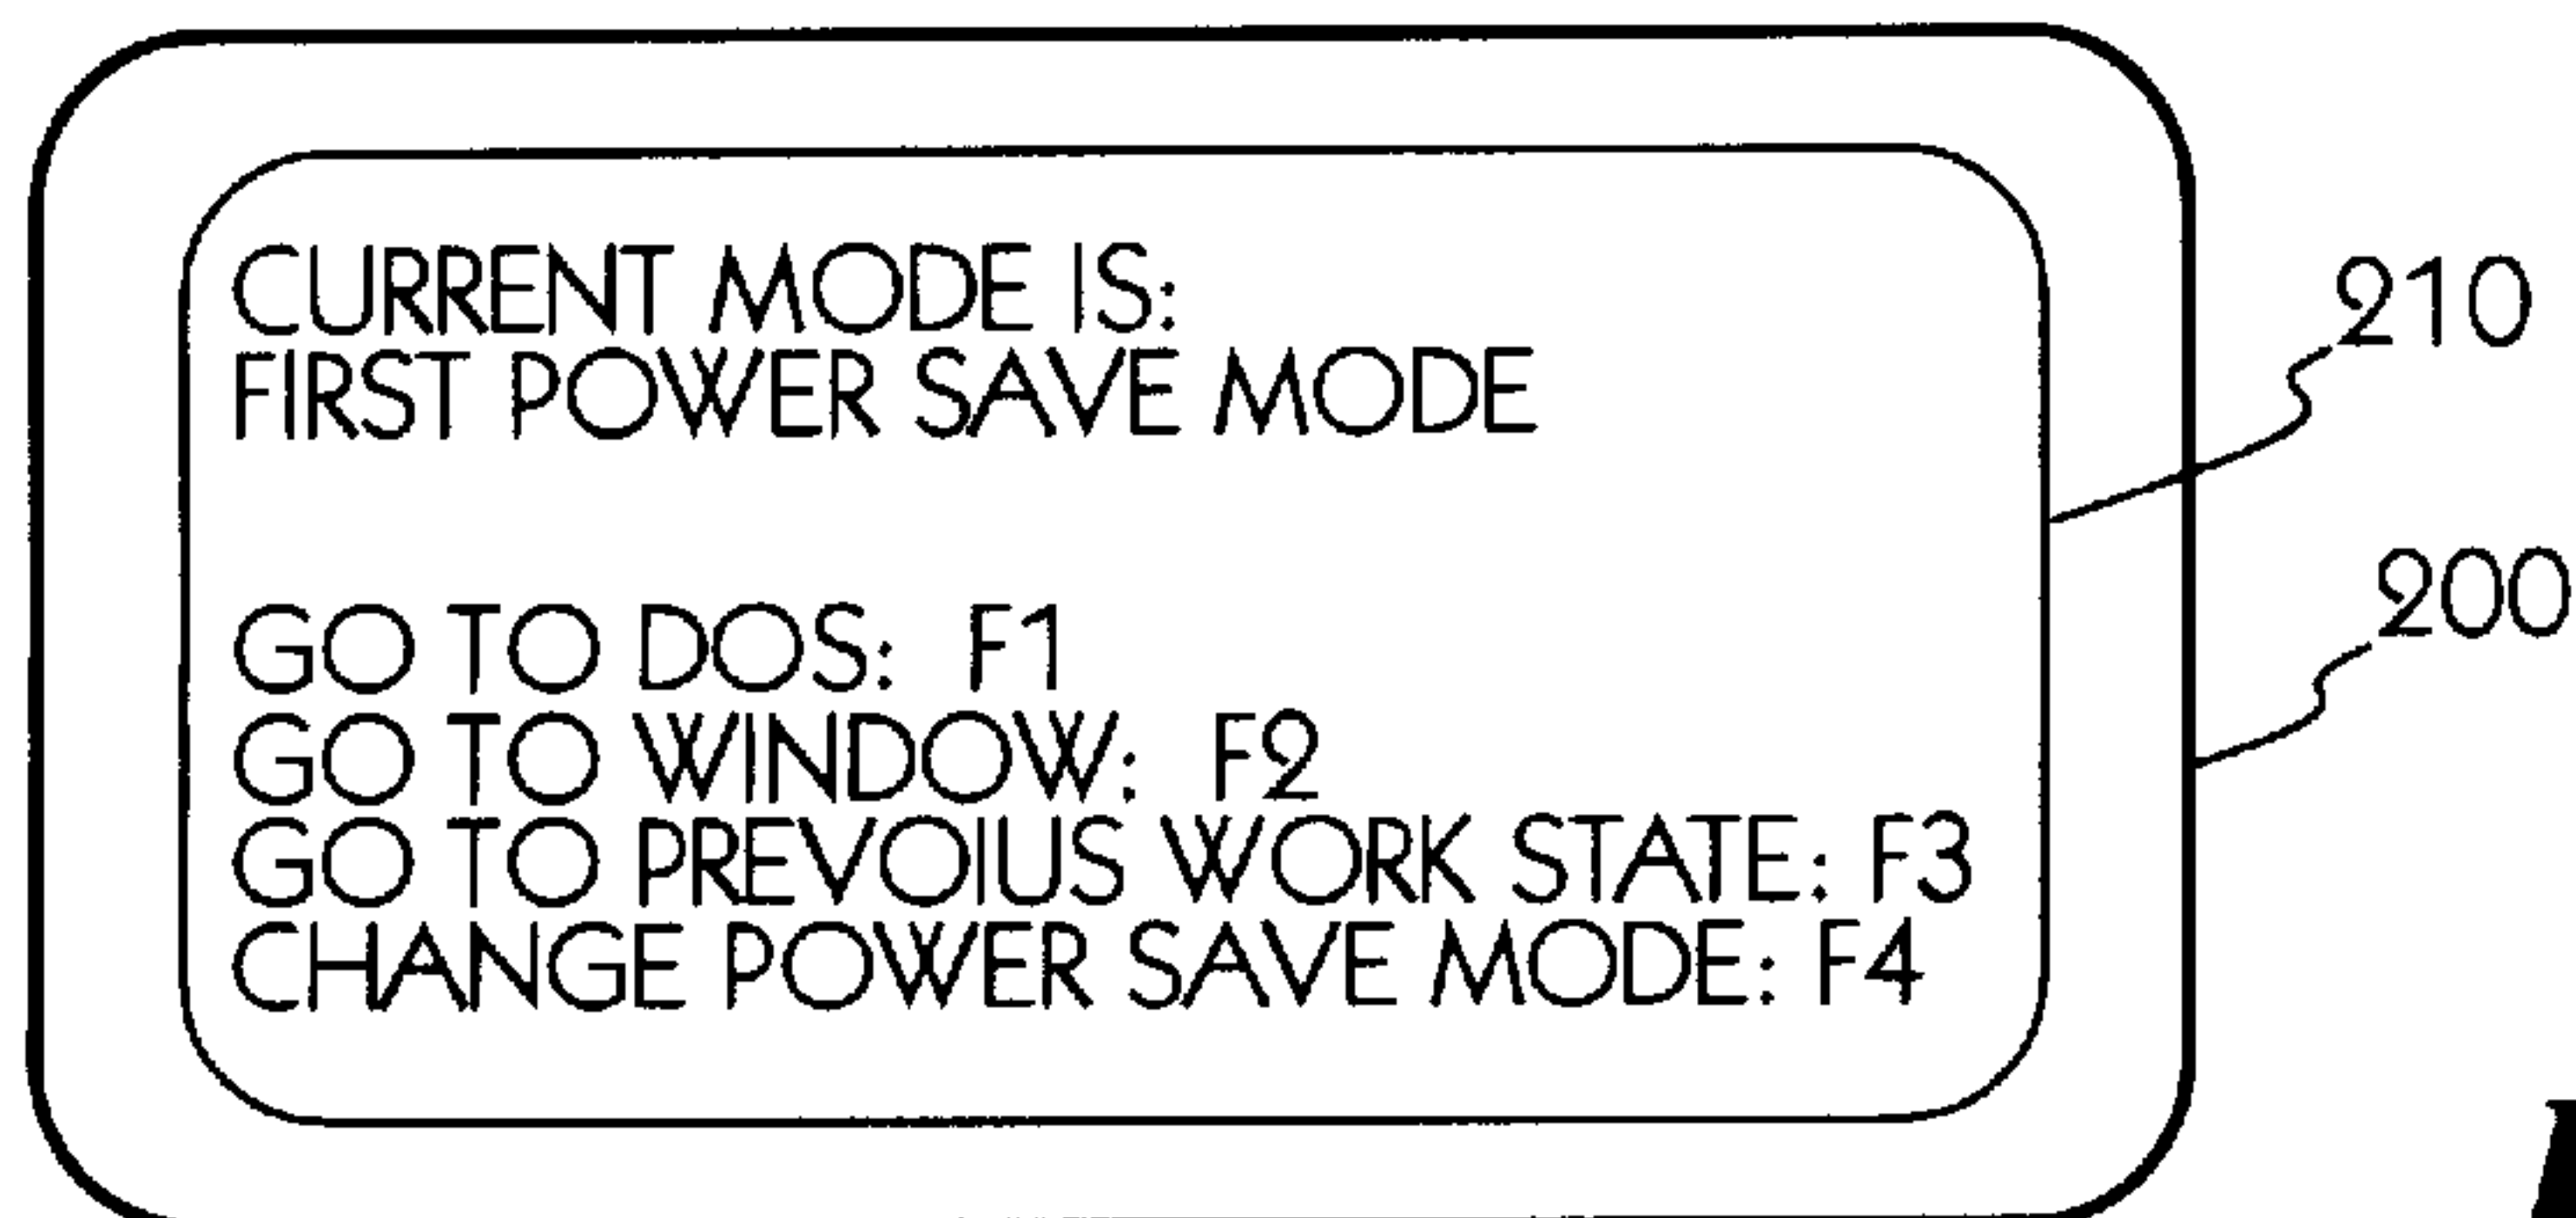 CURRENT MODE IS:
FIRST POWER SAVE MODE
GO TO DOS: F1
GO TO WINDOW: F2
GO TO PREVOIUS WORK STATE: F3
CHANGE POWER SAVE MODE: F4
210
200